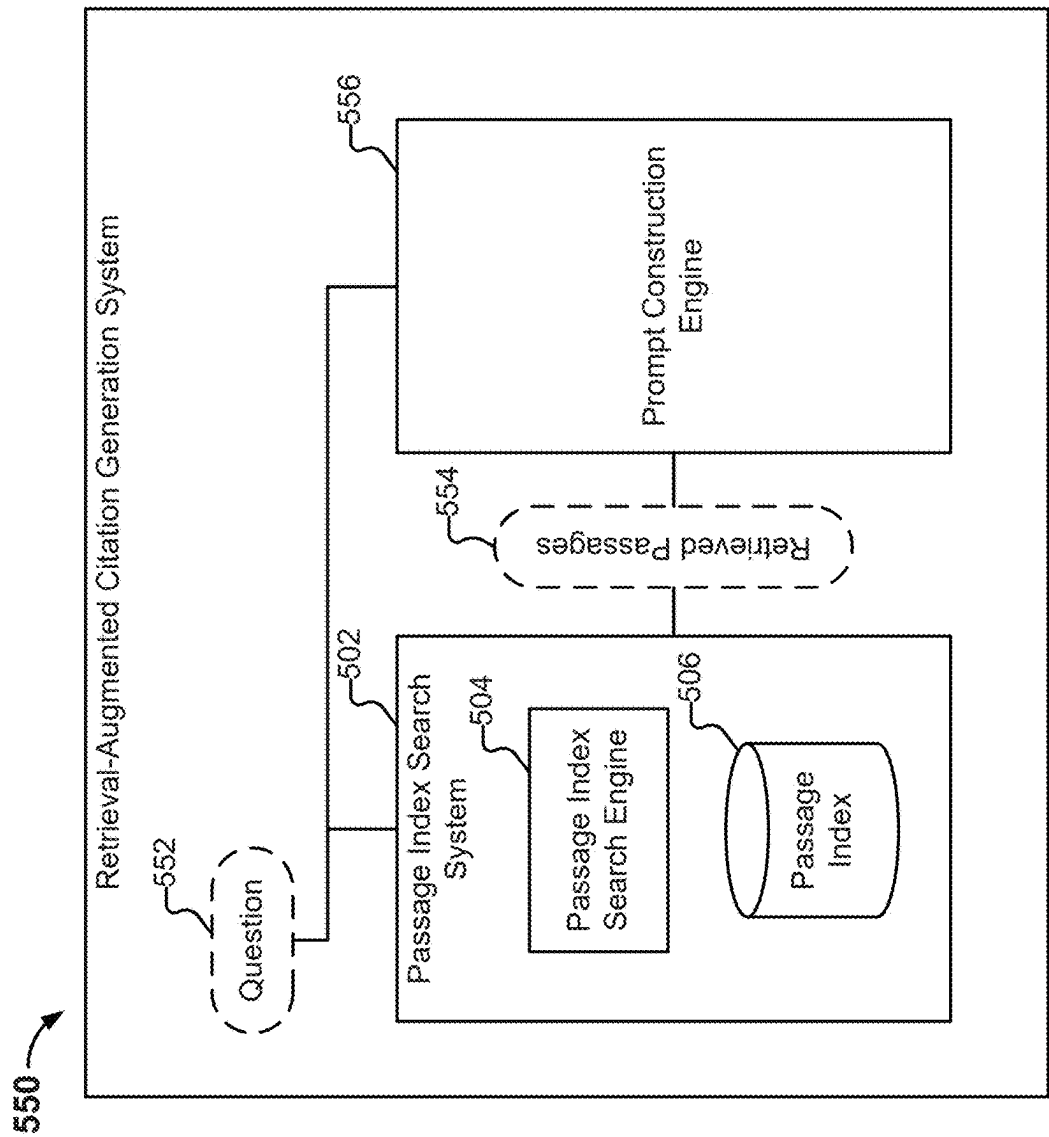 550
Retrieval-Augmented Citation Generation System
552
Question
502
Passage Index Search
System
504
Passage Index
Search Engine
506
Passage
Index
554
Retrieved Passages
556
Prompt Construction
Engine